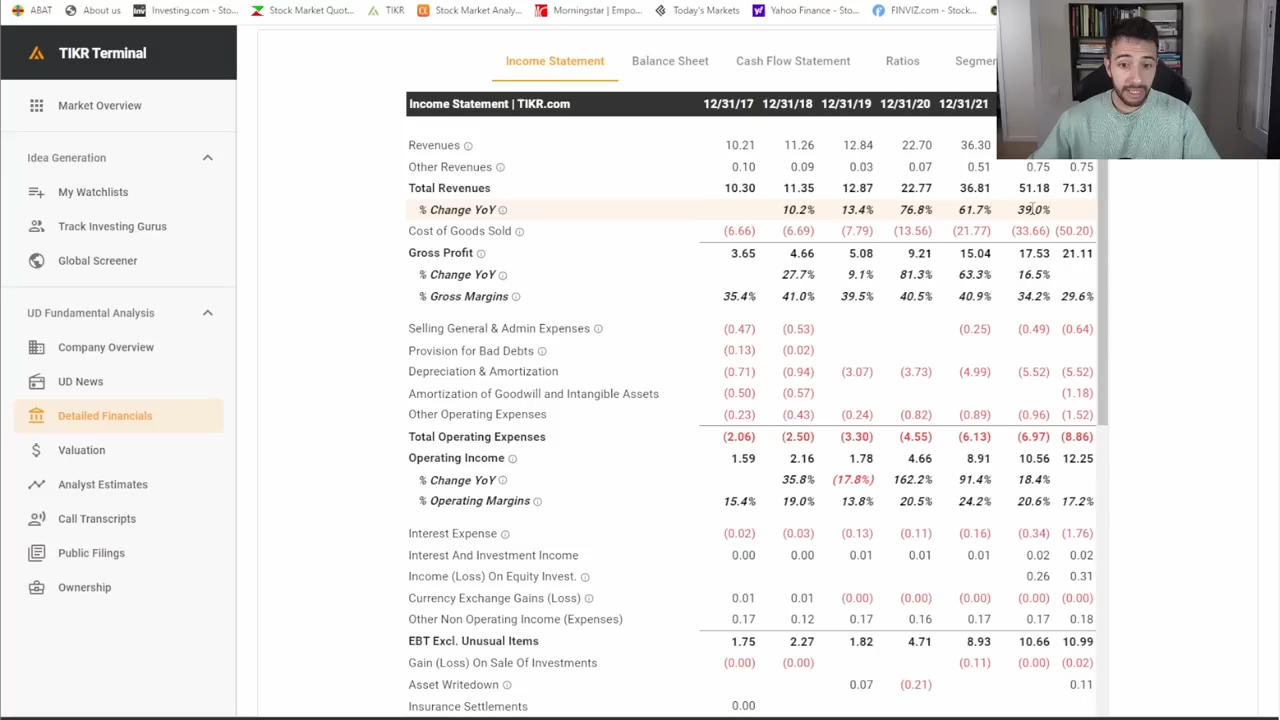 ABAT About us Investing.com - Sto... Stock Market Quot... TIKR Stock Market Analy... Morningstar | Empo... Today's Markets Yahoo Finance - Sto... FINVIZ.com - Stock...
TIKR Terminal
Market Overview
Idea Generation
My Watchlists
Track Investing Gurus
Global Screener
UD Fundamental Analysis
Company Overview
UD News
Detailed Financials
Valuation
Analyst Estimates
Call Transcripts
Public Filings
Ownership
Income Statement Balance Sheet Cash Flow Statement Ratios Segmen
Income Statement | TIKR.com 12/31/17 12/31/18 12/31/19 12/31/20 12/31/21
Revenues 10.21 11.26 12.84 22.70 36.30
Other Revenues 0.10 0.09 0.03 0.07 0.51 0.75 0.75
Total Revenues 10.30 11.35 12.87 22.77 36.81 51.18 71.31
% Change YoY 10.2% 13.4% 76.8% 61.7% 39.0%
Cost of Goods Sold (6.66) (6.69) (7.79) (13.56) (21.77) (33.66) (50.20)
Gross Profit 3.65 4.66 5.08 9.21 15.04 17.53 21.11
% Change YoY 27.7% 9.1% 81.3% 63.3% 16.5%
% Gross Margins 35.4% 41.0% 39.5% 40.5% 40.9% 34.2% 29.6%
Selling General & Admin Expenses (0.47) (0.53) (0.25) (0.49) (0.64)
Provision for Bad Debts (0.13) (0.02)
Depreciation & Amortization (0.71) (0.94) (3.07) (3.73) (4.99) (5.52) (5.52)
Amortization of Goodwill and Intangible Assets (0.50) (0.57) (1.18)
Other Operating Expenses (0.23) (0.43) (0.24) (0.82) (0.89) (0.96) (1.52)
Total Operating Expenses (2.06) (2.50) (3.30) (4.55) (6.13) (6.97) (8.86)
Operating Income 1.59 2.16 1.78 4.66 8.91 10.56 12.25
% Change YoY 35.8% (17.8%) 162.2% 91.4% 18.4%
% Operating Margins 15.4% 19.0% 13.8% 20.5% 24.2% 20.6% 17.2%
Interest Expense (0.02) (0.03) (0.13) (0.11) (0.16) (0.34) (1.76)
Interest And Investment Income 0.00 0.00 0.01 0.01 0.01 0.02 0.02
Income (Loss) On Equity Invest. 0.26 0.31
Currency Exchange Gains (Loss) 0.01 0.01 (0.00) (0.00) (0.00) (0.00) (0.00)
Other Non Operating Income (Expenses) 0.17 0.12 0.17 0.16 0.17 0.17 0.18
EBT Excl. Unusual Items 1.75 2.27 1.82 4.71 8.93 10.66 10.99
Gain (Loss) On Sale Of Investments (0.00) (0.00) (0.11) (0.00) (0.02)
Asset Writedown 0.07 (0.21) 0.11
Insurance Settlements 0.00